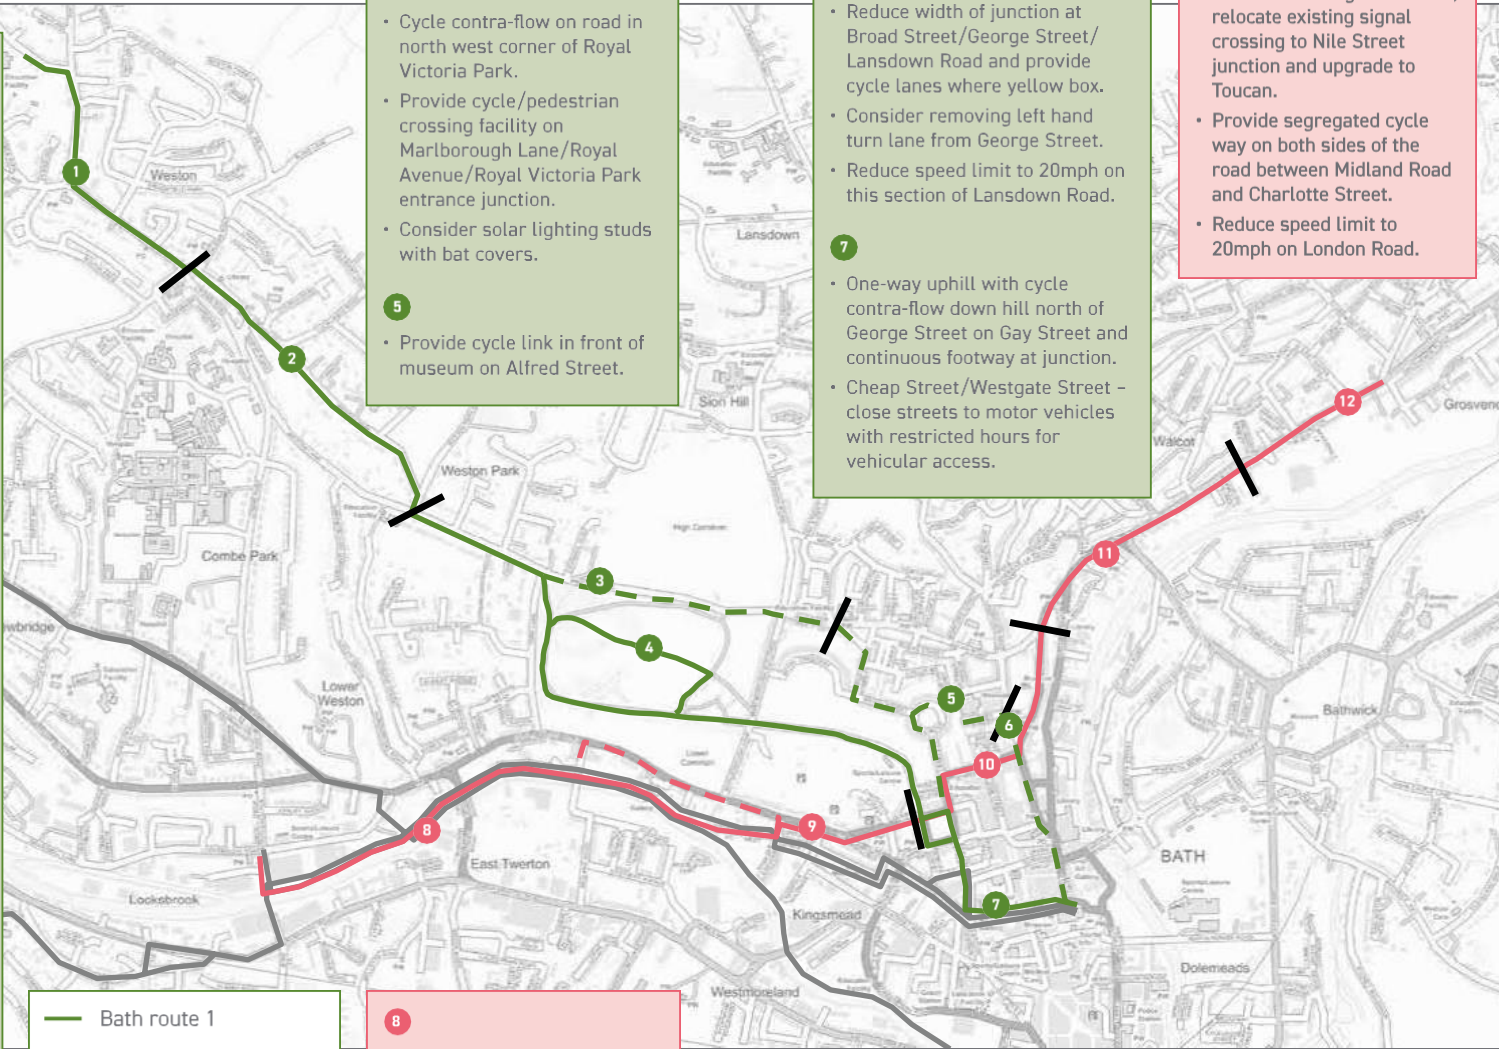 • Cycle contra-flow on road in
north west corner of Royal
Victoria Park.
• Provide cycle/pedestrian
crossing facility on
Marlborough Lane/Royal
Avenue/Royal Victoria Park
entrance junction.
• Consider solar lighting studs
with bat covers.
5
• Provide cycle link in front of
museum on Alfred Street.
• Reduce width of junction at
Broad Street/George Street/
Lansdown Road and provide
cycle lanes where yellow box.
• Consider removing left hand
turn lane from George Street.
• Reduce speed limit to 20mph on
this section of Lansdown Road.
7
• One-way uphill with cycle
contra-flow down hill north of
George Street on Gay Street and
continuous footway at junction.
• Cheap Street/Westgate Street –
close streets to motor vehicles
with restricted hours for
vehicular access.
relocate existing signal
crossing to Nile Street
junction and upgrade to
Toucan.
• Provide segregated cycle
way on both sides of the
road between Midland Road
and Charlotte Street.
• Reduce speed limit to
20mph on London Road.
1
Weston
Lansdown
2
Sion Hill
12
Walcot
Weston Park
High Common
11
Combe Park
3
4
Lower
Weston
5
6
Bathwick
Lower
Common
10
9
8
East Twerton
BATH
Locksbrook
7
Kingsmead
Dolemeads
Westmoreland
Bath route 1
8